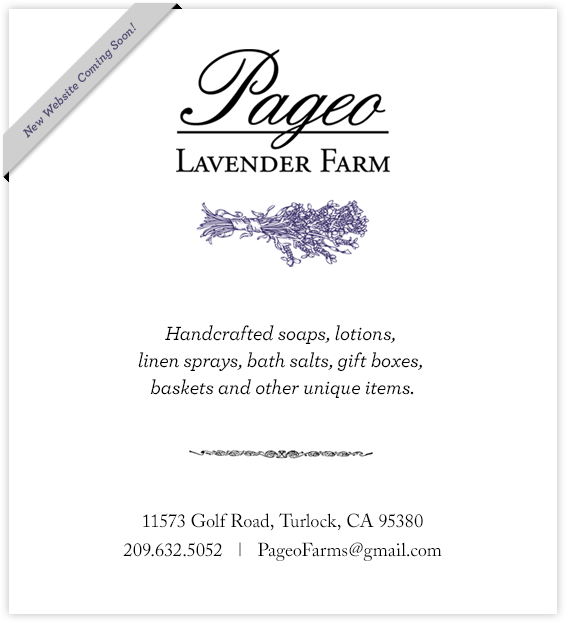 New Website Coming Soon!
Pageo
Lavender Farm
Handcrafted soaps, lotions,
linen sprays, bath salts, gift boxes,
baskets and other unique items.
11573 Golf Road, Turlock, CA 95380
209.632.5052 | PageoFarms@gmail.com